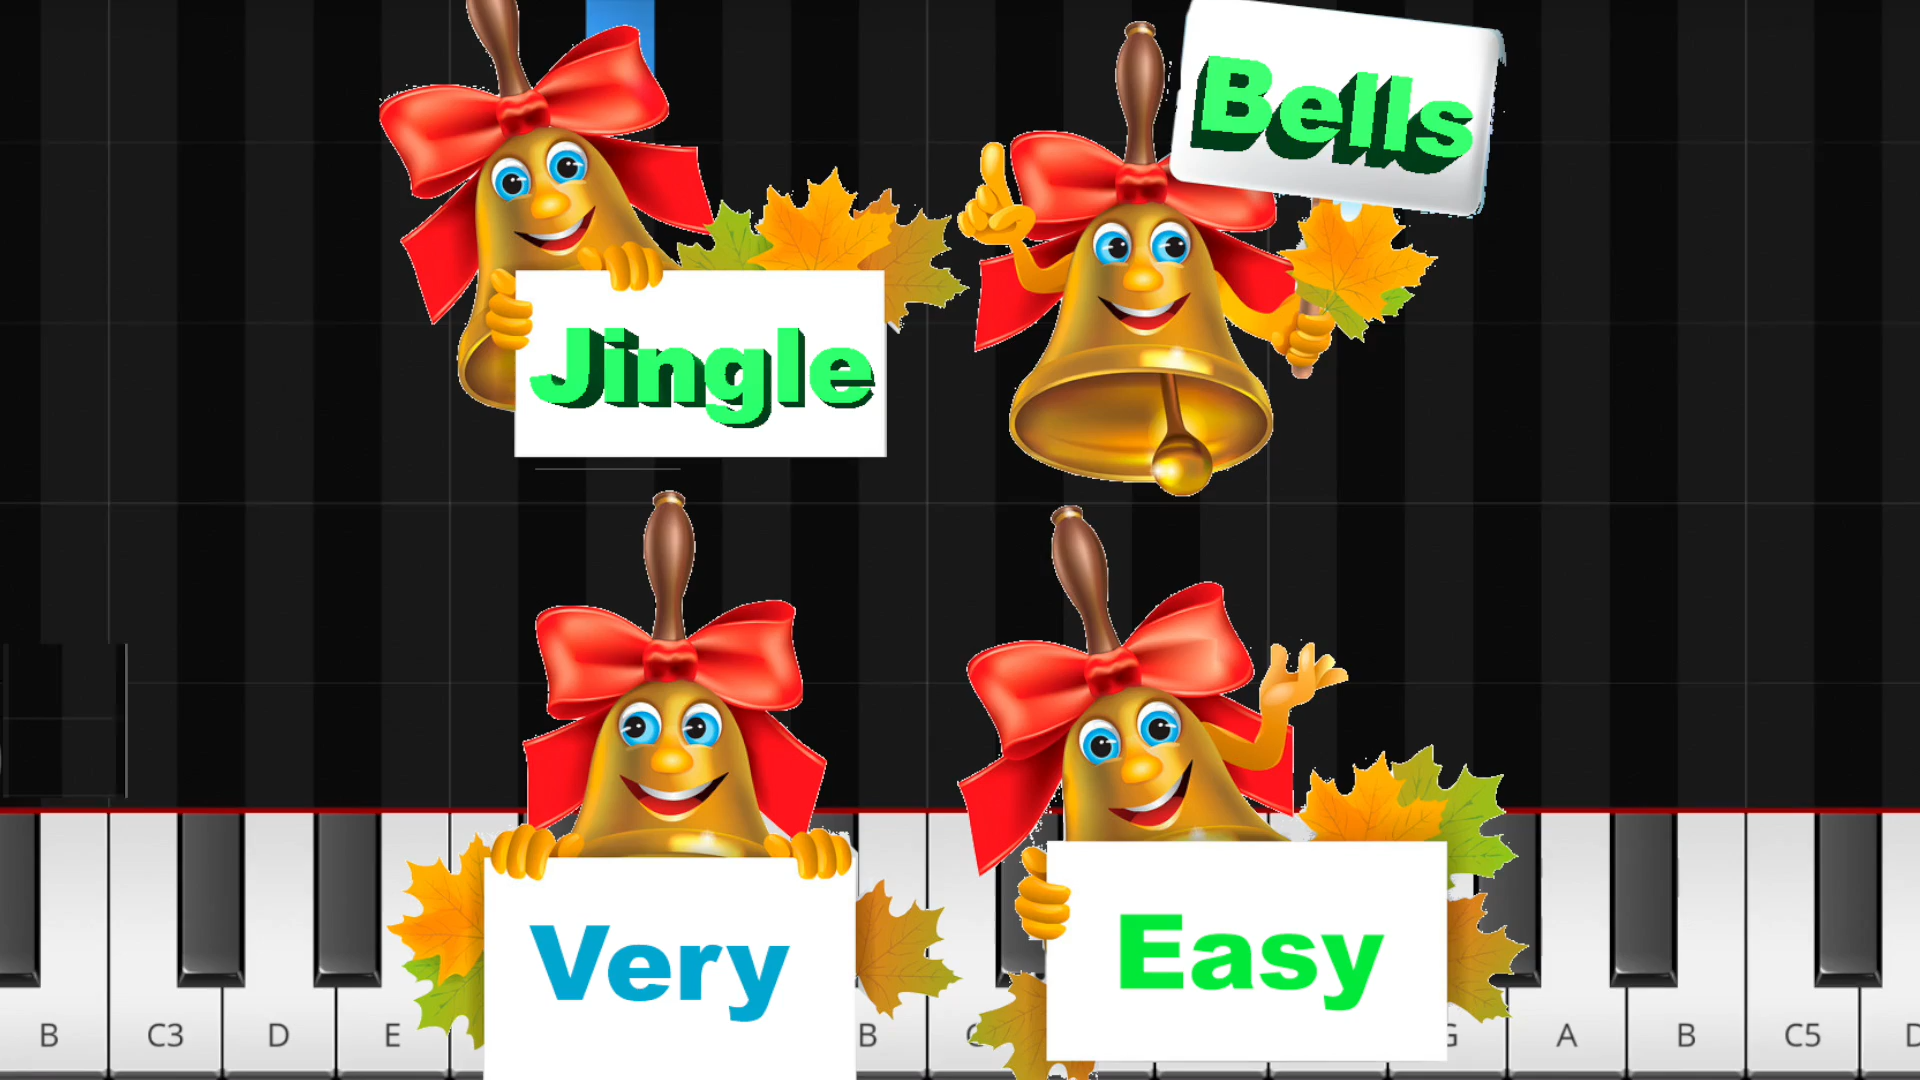 Jingle
Bells
Very
Easy
B C3 D E B G A B C5 D